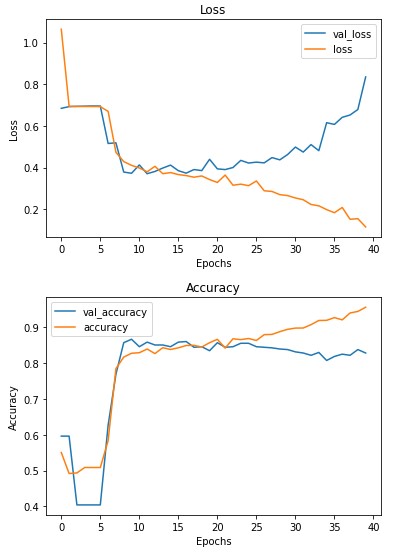 Loss
1.0
0.8
0.6
0.4
0.2
Loss
val_loss
loss
0 5 10 15 20 25 30 35 40
Epochs
Accuracy
0.9
0.8
0.7
0.6
0.5
0.4
Accuracy
val_accuracy
accuracy
0 5 10 15 20 25 30 35 40
Epochs